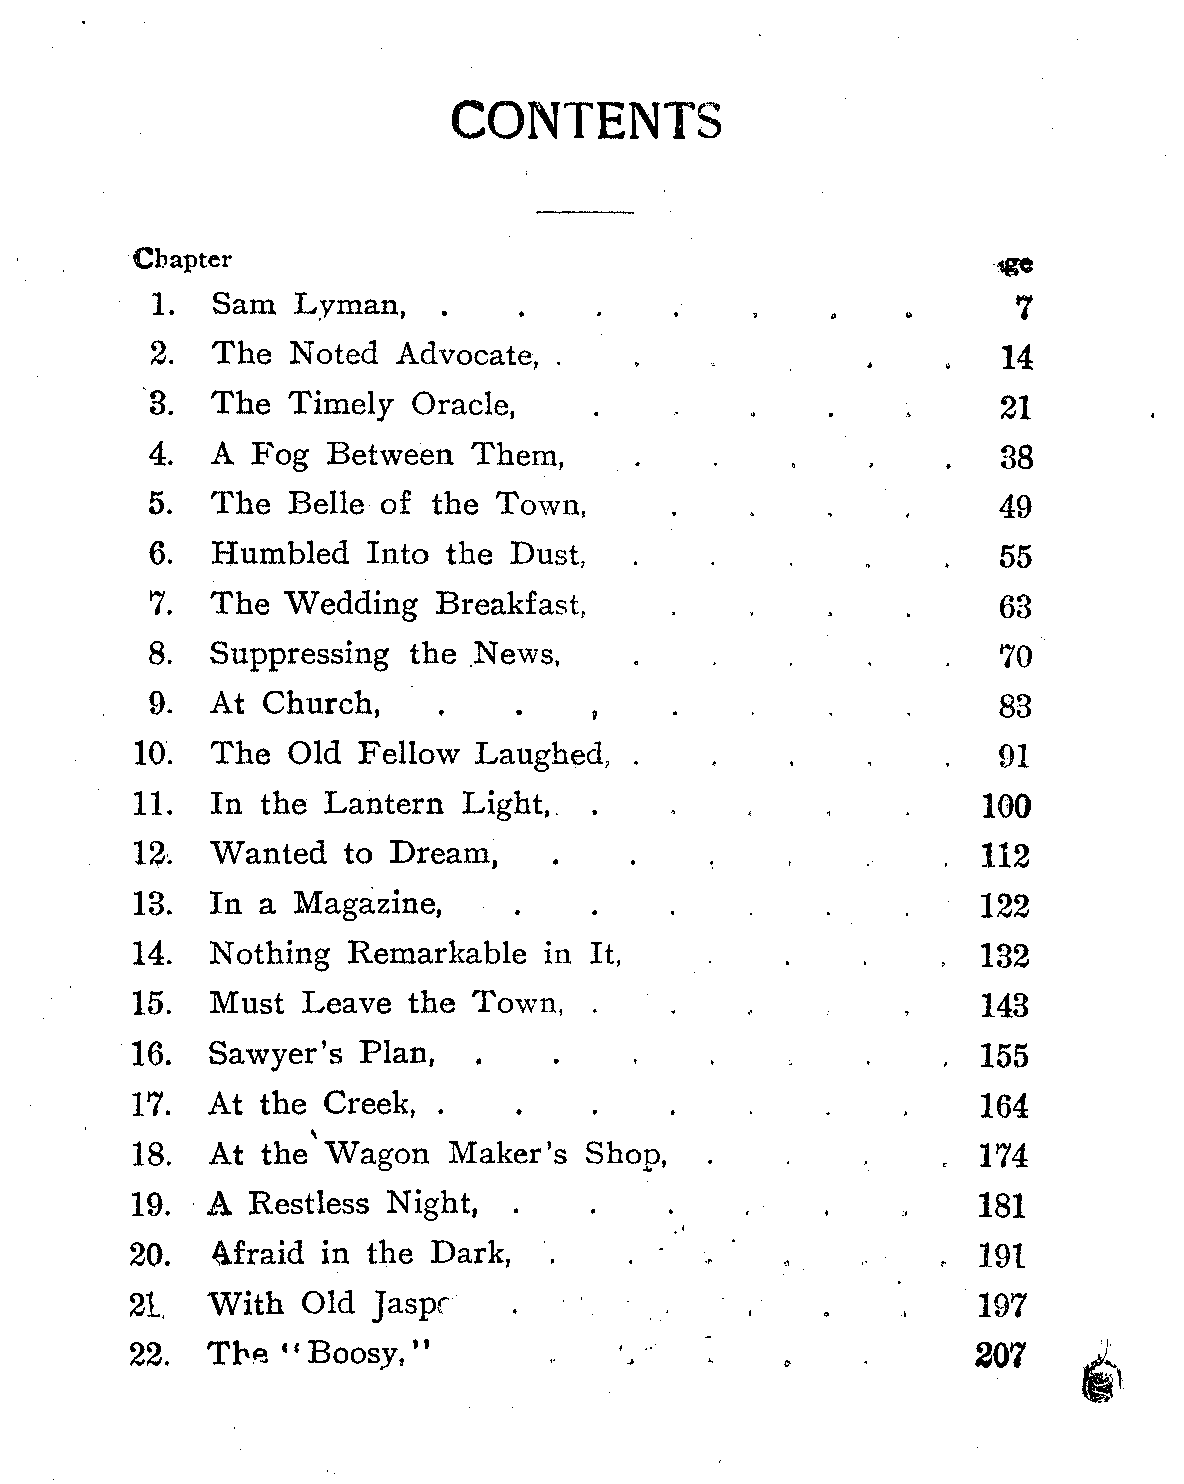 CONTENTS
Chapter ge
1. Sam Lyman, . . . . . . . 7
2. The Noted Advocate, . . . . . . 14
3. The Timely Oracle, . . . . . 21
4. A Fog Between Them, . . . . . 38
5. The Belle of the Town, . . . . 49
6. Humbled Into the Dust, . . . . . 55
7. The Wedding Breakfast, . . . . 63
8. Suppressing the News, . . . . . 70
9. At Church, . . . . . . . 83
10. The Old Fellow Laughed, . . . . . 91
11. In the Lantern Light, . . . . . 100
12. Wanted to Dream, . . . . . . 112
13. In a Magazine, . . . . . . 122
14. Nothing Remarkable in It, . . . . 132
15. Must Leave the Town, . . . . . 143
16. Sawyer's Plan, . . . . . . . 155
17. At the Creek, . . . . . . . 164
18. At the Wagon Maker's Shop, . . . . 174
19. A Restless Night, . . . . . . 181
20. Afraid in the Dark, . . . . . . 191
21. With Old . . . . . . 197
22. The "Boosy," . . . . . 207